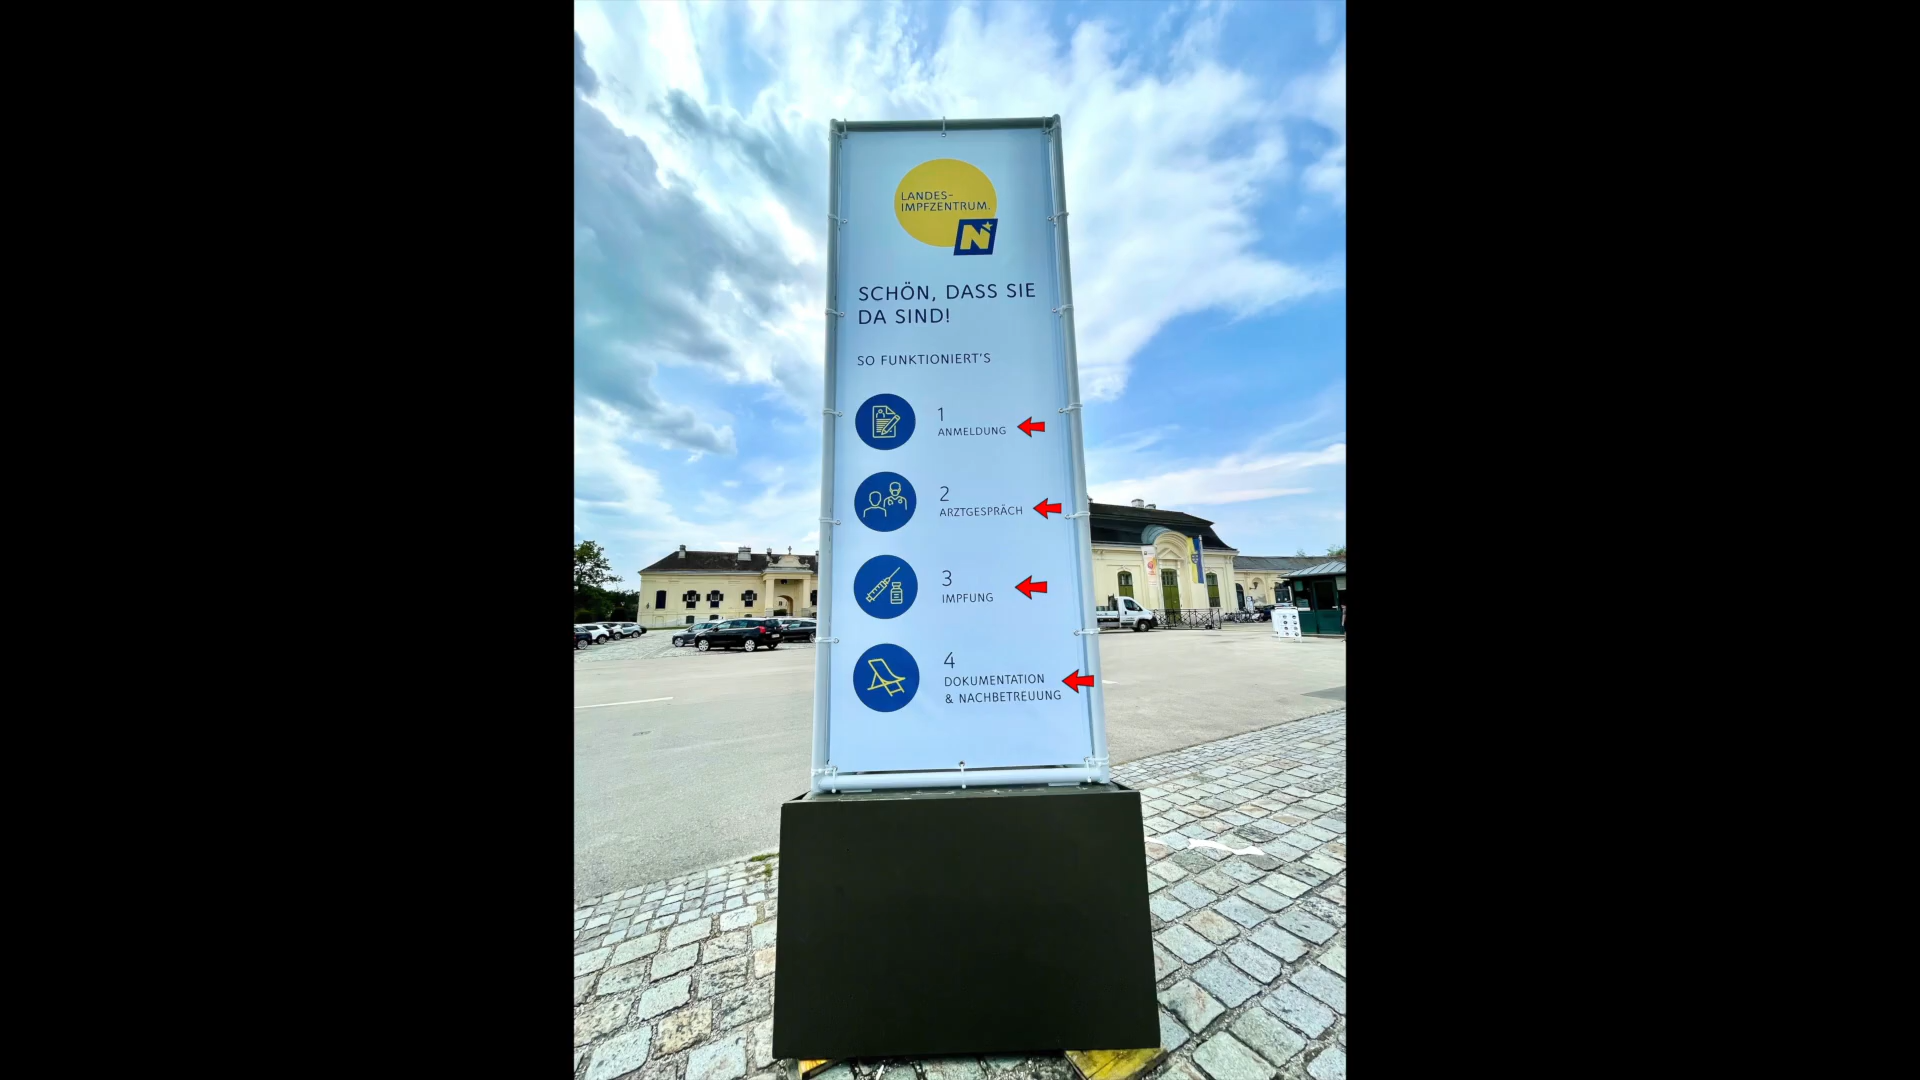 LANDES-
IMPFZENTRUM.
N
SCHÖN, DASS SIE
DA SIND!
SO FUNKTIONIERT'S
1
ANMELDUNG
2
ARZTGESPRÄCH
3
IMPFUNG
4
DOKUMENTATION
& NACHBETREUUNG